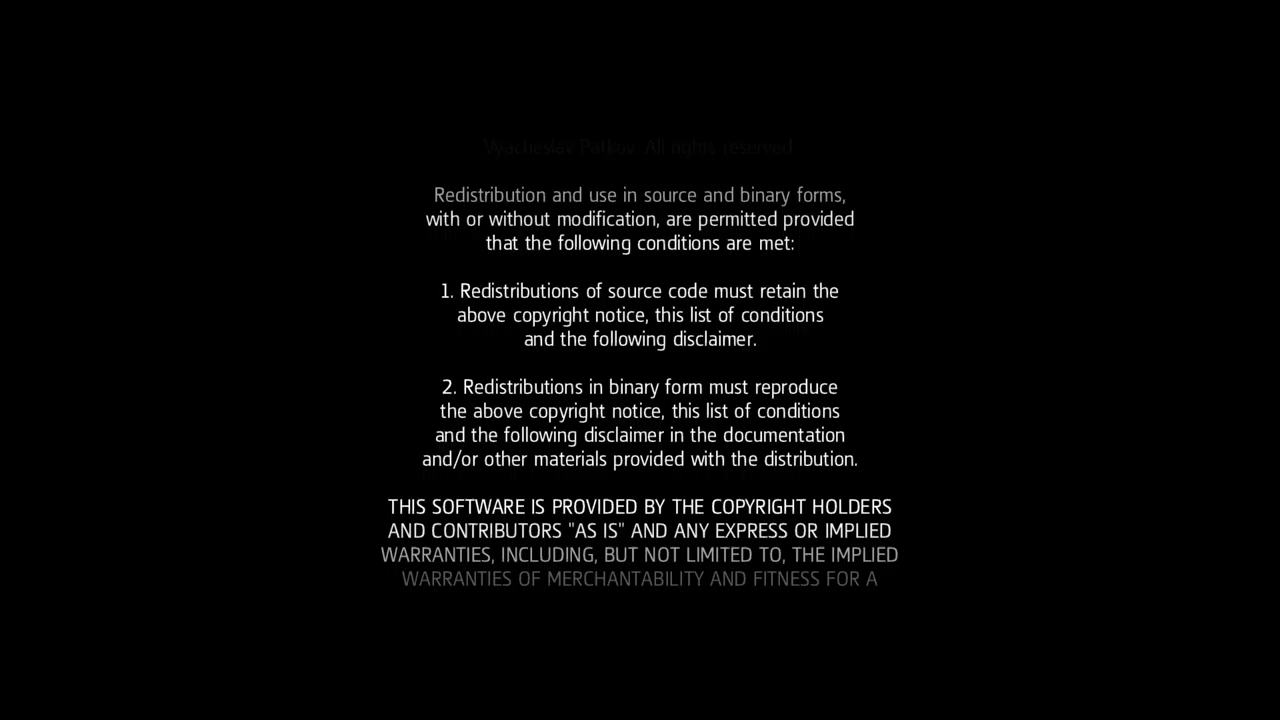 Vyacheslav Patkov. All rights reserved
Redistribution and use in source and binary forms,
with or without modification, are permitted provided
that the following conditions are met:
1. Redistributions of source code must retain the
above copyright notice, this list of conditions
and the following disclaimer.
2. Redistributions in binary form must reproduce
the above copyright notice, this list of conditions
and the following disclaimer in the documentation
and/or other materials provided with the distribution.
THIS SOFTWARE IS PROVIDED BY THE COPYRIGHT HOLDERS
AND CONTRIBUTORS "AS IS" AND ANY EXPRESS OR IMPLIED
WARRANTIES, INCLUDING, BUT NOT LIMITED TO, THE IMPLIED
WARRANTIES OF MERCHANTABILITY AND FITNESS FOR A